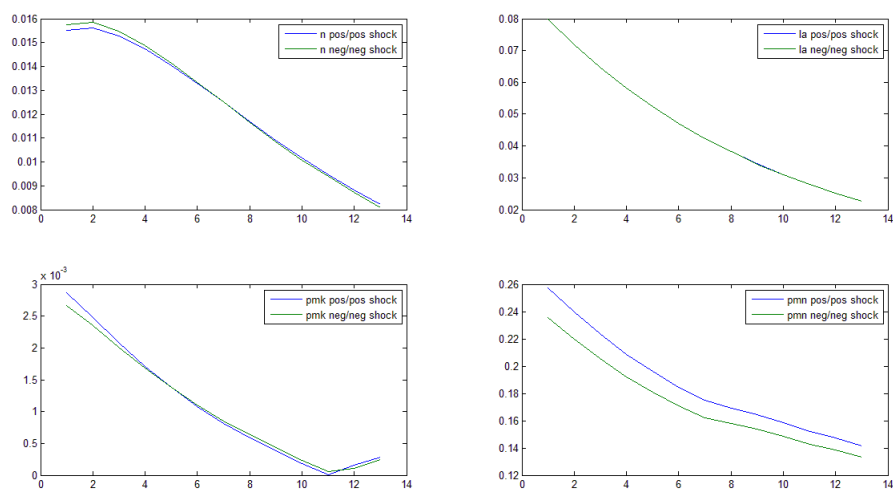 0.016
0.015
0.014
0.013
0.012
0.011
0.01
0.009
0.008
0 2 4 6 8 10 12 14
n pos/pos shock
n neg/neg shock
0.08
0.07
0.06
0.05
0.04
0.03
0.02
0 2 4 6 8 10 12 14
la pos/pos shock
la neg/neg shock
x 10^-3
3
2.5
2
1.5
1
0.5
0
0 2 4 6 8 10 12 14
pmk pos/pos shock
pmk neg/neg shock
0.26
0.24
0.22
0.2
0.18
0.16
0.14
0.12
0 2 4 6 8 10 12 14
pmn pos/pos shock
pmn neg/neg shock